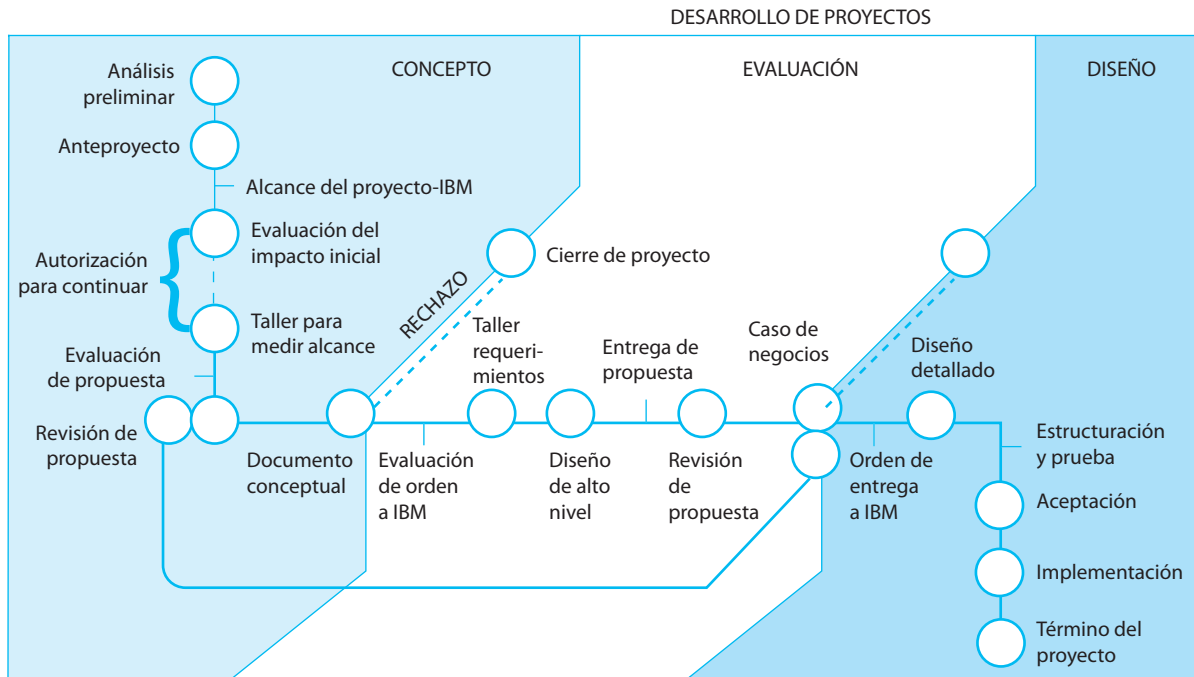 DESARROLLO DE PROYECTOS
CONCEPTO
EVALUACIÓN
DISEÑO
Análisis
preliminar
Anteproyecto
Alcance del proyecto-IBM
Evaluación del
impacto inicial
Autorización
para continuar
Taller para
medir alcance
Evaluación
de propuesta
Revisión de
propuesta
Documento
conceptual
RECHAZO
Cierre de proyecto
Evaluación
de orden
a IBM
Taller
requeri-
mientos
Diseño
de alto
nivel
Entrega de
propuesta
Revisión
de
propuesta
Caso de
negocios
Orden de
entrega
a IBM
Diseño
detallado
Estructuración
y prueba
Aceptación
Implementación
Término del
proyecto